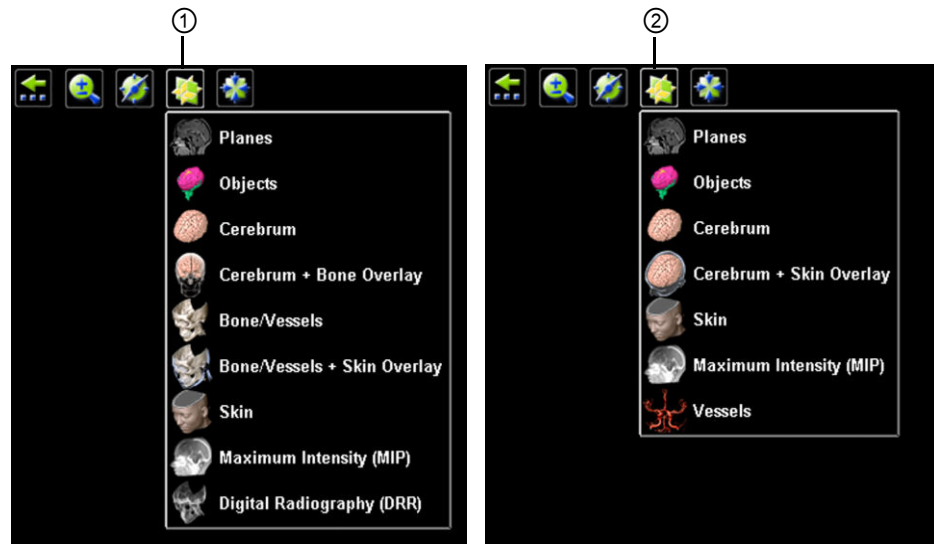 ①
②
Planes
Objects
Cerebrum
Cerebrum + Bone Overlay
Bone/Vessels
Bone/Vessels + Skin Overlay
Skin
Maximum Intensity (MIP)
Digital Radiography (DRR)
Planes
Objects
Cerebrum
Cerebrum + Skin Overlay
Skin
Maximum Intensity (MIP)
Vessels